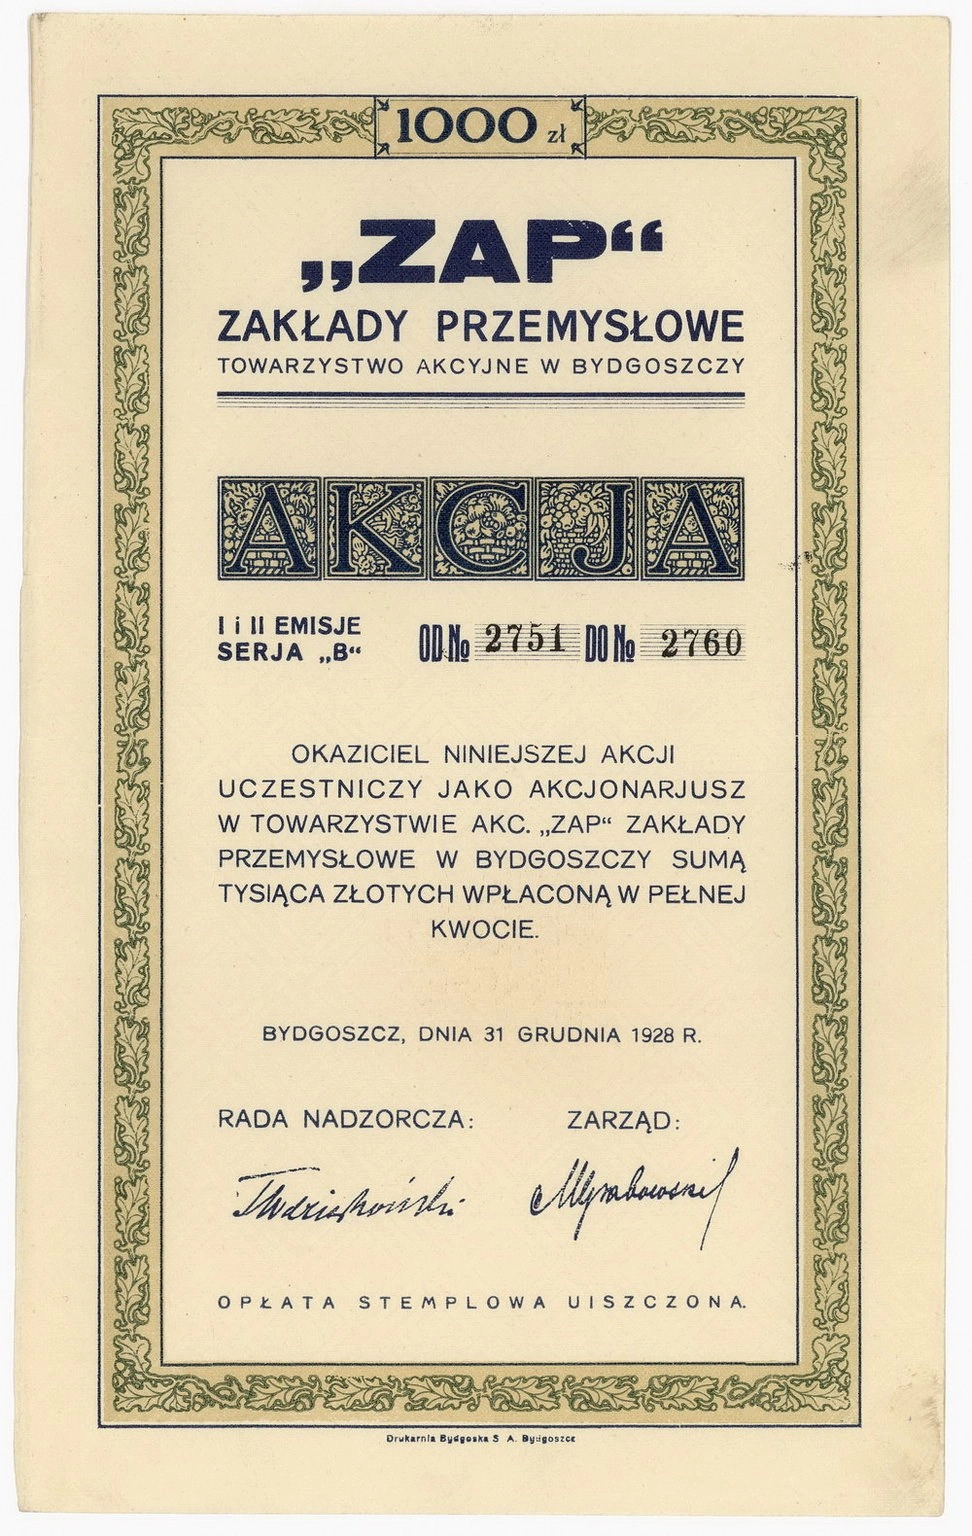 1000 zł
„ZAP“
ZAKŁADY PRZEMYSŁOWE
TOWARZYSTWO AKCYJNE W BYDGOSZCZY
AKCJA
I i II EMISJE
SERJA „B“
OD № 2751 DO № 2760
OKAZICIEL NINIEJSZEJ AKCJI
UCZESTNICZY JAKO AKCJONARJUSZ
W TOWARZYSTWIE AKC. „ZAP“ ZAKŁADY
PRZEMYSŁOWE W BYDGOSZCZY SUMĄ
TYSIĄCA ZŁOTYCH WPŁACONĄ W PEŁNEJ
KWOCIE.
BYDGOSZCZ, DNIA 31 GRUDNIA 1928 R.
RADA NADZORCZA: ZARZĄD:
OPŁATA STEMPLOWA UISZCZONA.
Drukarnia Bydgoska S. A. Bydgoszcz